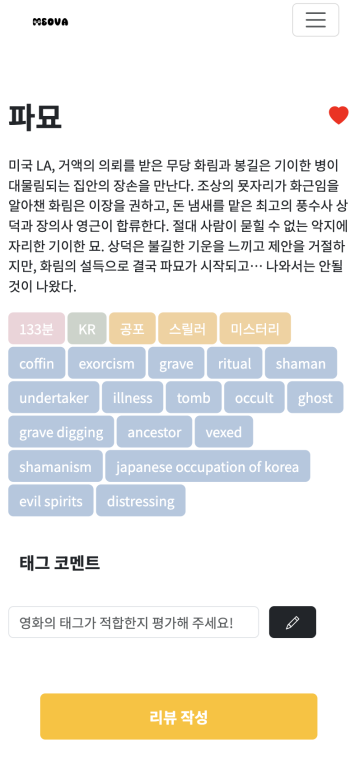 MEOVA
파묘
미국 LA, 거액의 의뢰를 받은 무당 화림과 봉길은 기이한 병이
대물림되는 집안의 장손을 만난다. 조상의 묫자리가 화근임을
알아챈 화림은 이장을 권하고, 돈 냄새를 맡은 최고의 풍수사 상
덕과 장의사 영근이 합류한다. 절대 사람이 묻힐 수 없는 악지에
자리한 기이한 묘. 상덕은 불길한 기운을 느끼고 제안을 거절하
지만, 화림의 설득으로 결국 파묘가 시작되고… 나와서는 안될
것이 나왔다.
133분 KR 공포 스릴러 미스터리
coffin exorcism grave ritual shaman
undertaker illness tomb occult ghost
grave digging ancestor vexed
shamanism japanese occupation of korea
evil spirits distressing
태그 코멘트
영화의 태그가 적합한지 평가해 주세요!
리뷰 작성